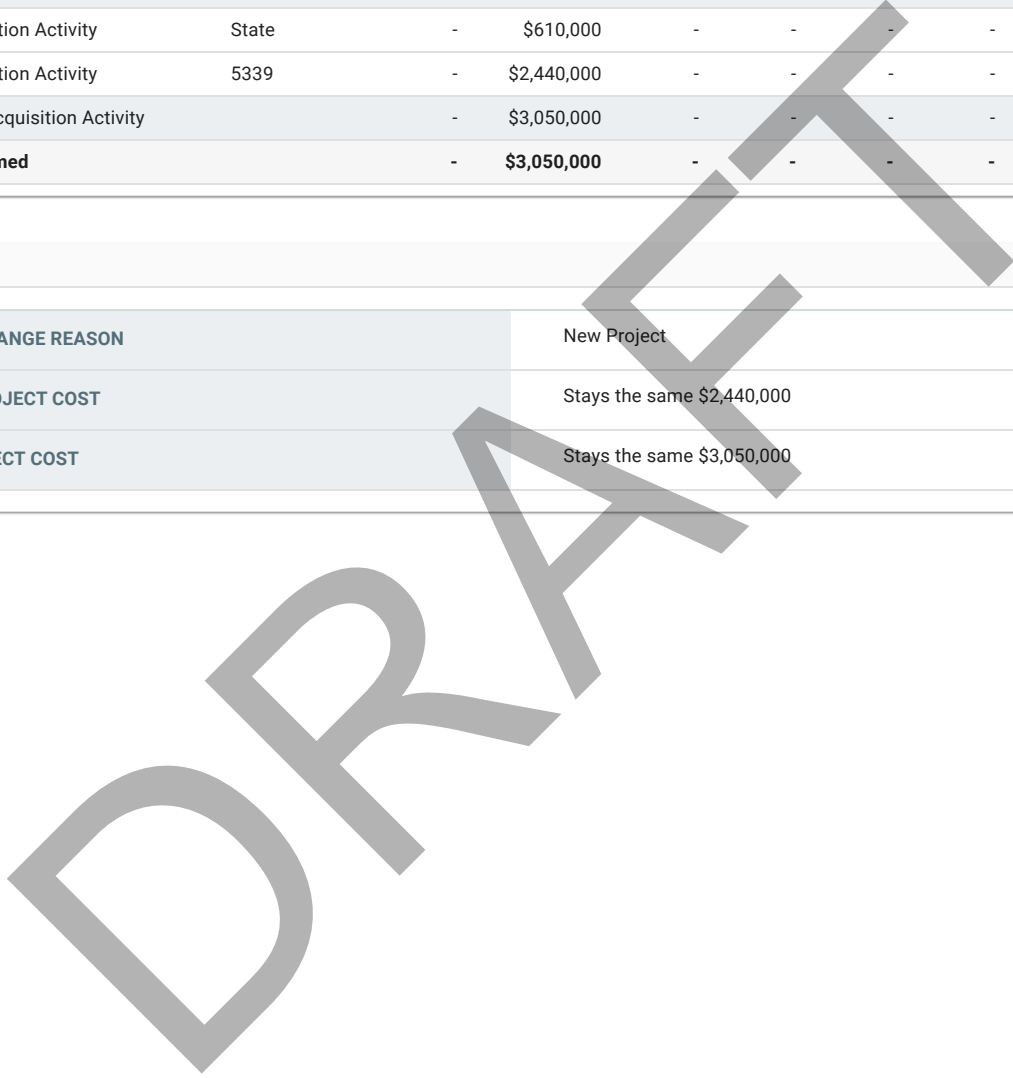 tion Activity State - $610,000 - - - -
tion Activity 5339 - $2,440,000 - - - -
cquisition Activity - $3,050,000 - - - -
med - $3,050,000 - - - -
ANGE REASON New Project
JECT COST Stays the same $2,440,000
ECT COST Stays the same $3,050,000
DRAFT